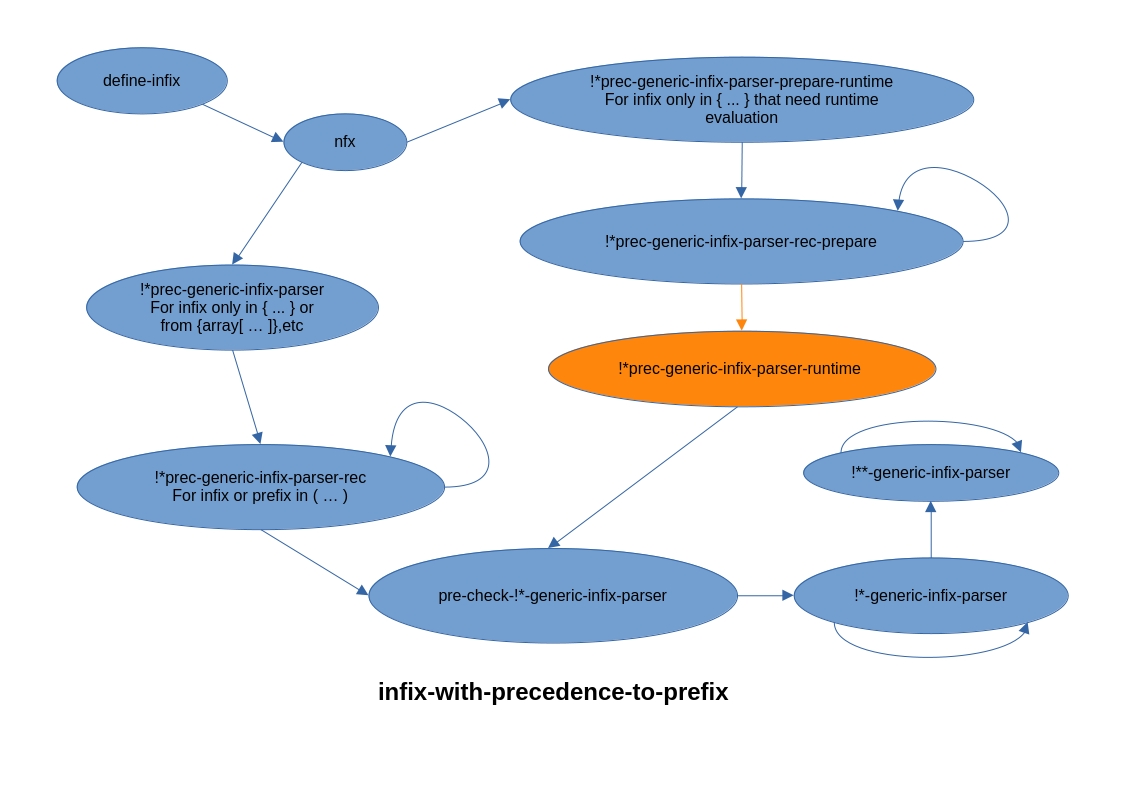 define-infix
nfx
!*prec-generic-infix-parser-prepare-runtime
For infix only in { ... } that need runtime
evaluation
!*prec-generic-infix-parser-rec-prepare
!*prec-generic-infix-parser
For infix only in { ... } or
from {array[ … ]},etc
!*prec-generic-infix-parser-runtime
!*prec-generic-infix-parser-rec
For infix or prefix in ( … )
!**-generic-infix-parser
pre-check-!*-generic-infix-parser
!*-generic-infix-parser
infix-with-precedence-to-prefix